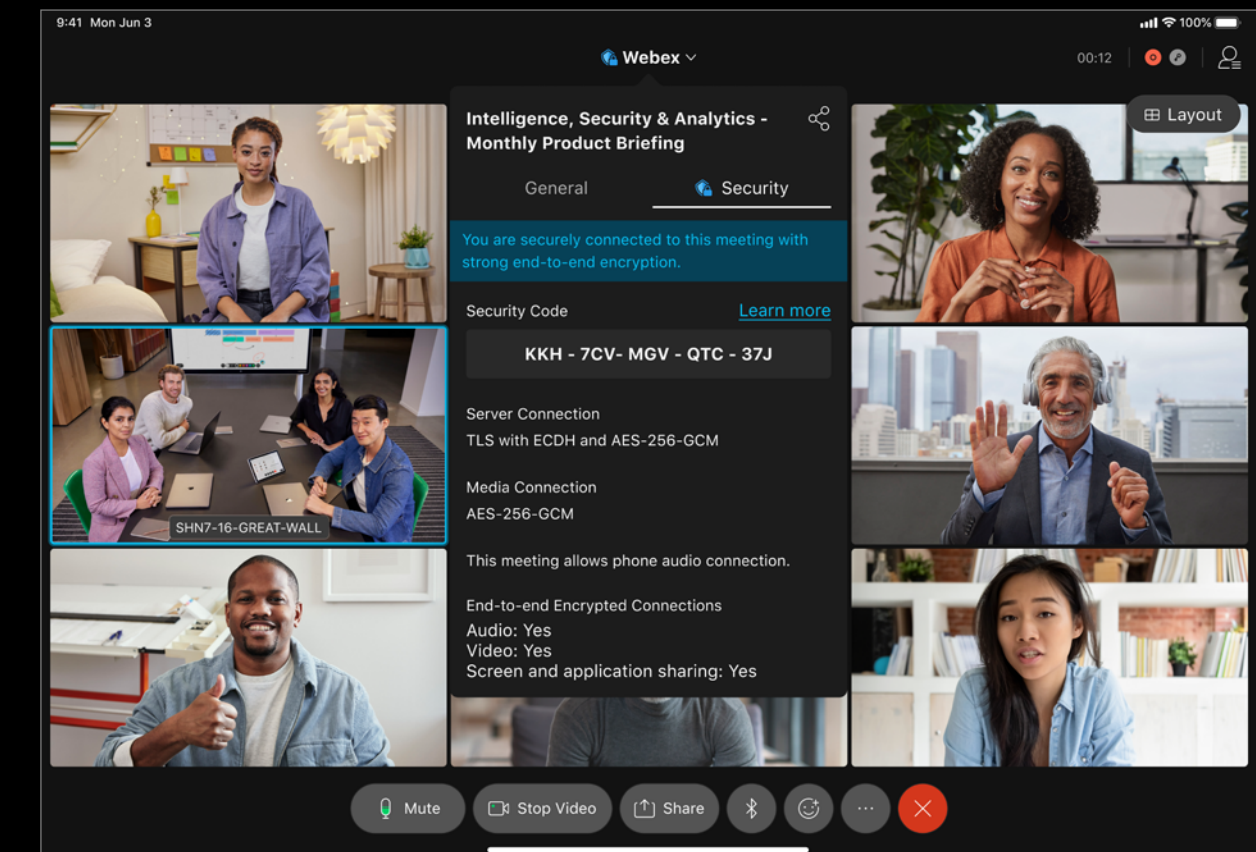 9:41 Mon Jun 3
100%
Webex
00:12
Layout
Intelligence, Security & Analytics -
Monthly Product Briefing
General
Security
You are securely connected to this meeting with
strong end-to-end encryption.
Security Code
Learn more
KKH - 7CV- MGV - QTC - 37J
Server Connection
TLS with ECDH and AES-256-GCM
Media Connection
AES-256-GCM
This meeting allows phone audio connection.
End-to-end Encrypted Connections
Audio: Yes
Video: Yes
Screen and application sharing: Yes
SHN7-16-GREAT-WALL
Mute
Stop Video
Share